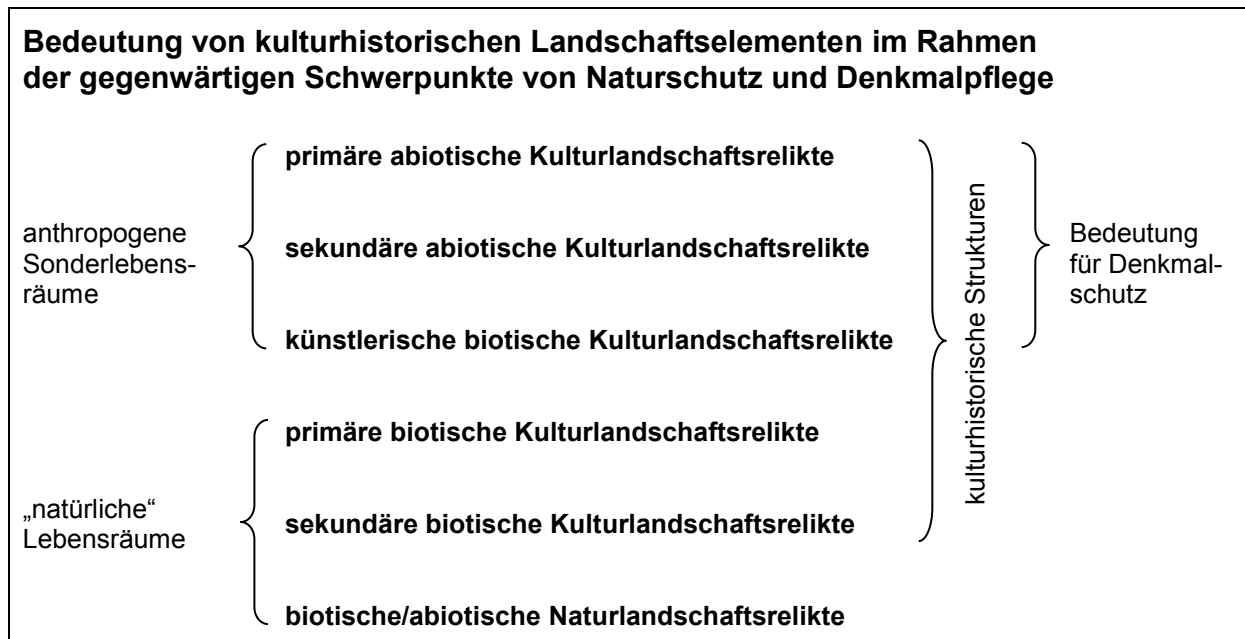 Bedeutung von kulturhistorischen Landschaftselementen im Rahmen
der gegenwärtigen Schwerpunkte von Naturschutz und Denkmalpflege
anthropogene
Sonderlebens-
räume
primäre abiotische Kulturlandschaftsrelikte
sekundäre abiotische Kulturlandschaftsrelikte
künstlerische biotische Kulturlandschaftsrelikte
„natürliche“
Lebensräume
primäre biotische Kulturlandschaftsrelikte
sekundäre biotische Kulturlandschaftsrelikte
biotische/abiotische Naturlandschaftsrelikte
kulturhistorische Strukturen
Bedeutung
für Denkmal-
schutz